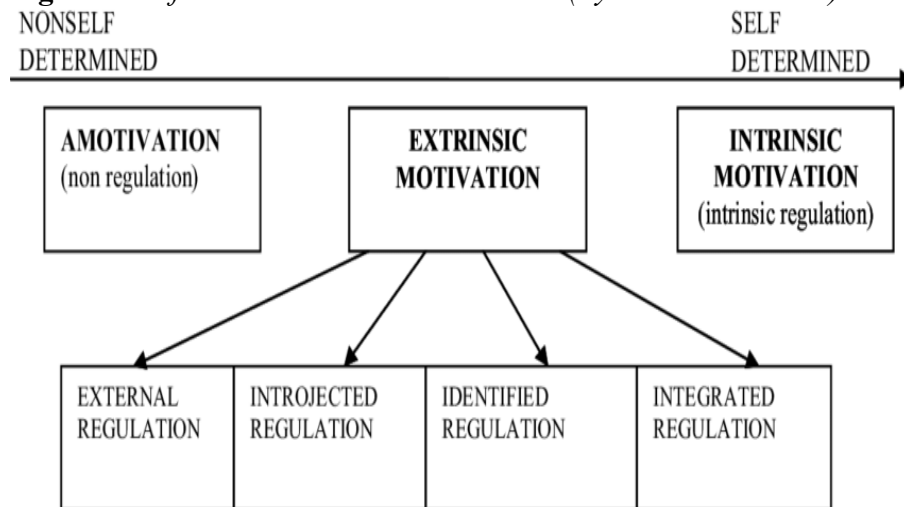 NONSELF
DETERMINED
SELF
DETERMINED
AMOTIVATION
(non regulation)
EXTRINSIC
MOTIVATION
INTRINSIC
MOTIVATION
(intrinsic regulation)
EXTERNAL
REGULATION
INTROJECTED
REGULATION
IDENTIFIED
REGULATION
INTEGRATED
REGULATION